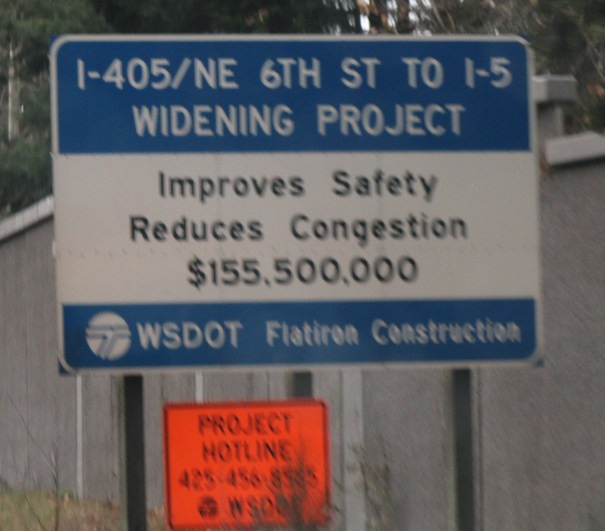 I-405/NE 6TH ST TO I-5
WIDENING PROJECT
Improves Safety
Reduces Congestion
$155,500,000
WSDOT Flatiron Construction
PROJECT
HOTLINE
WSDOT